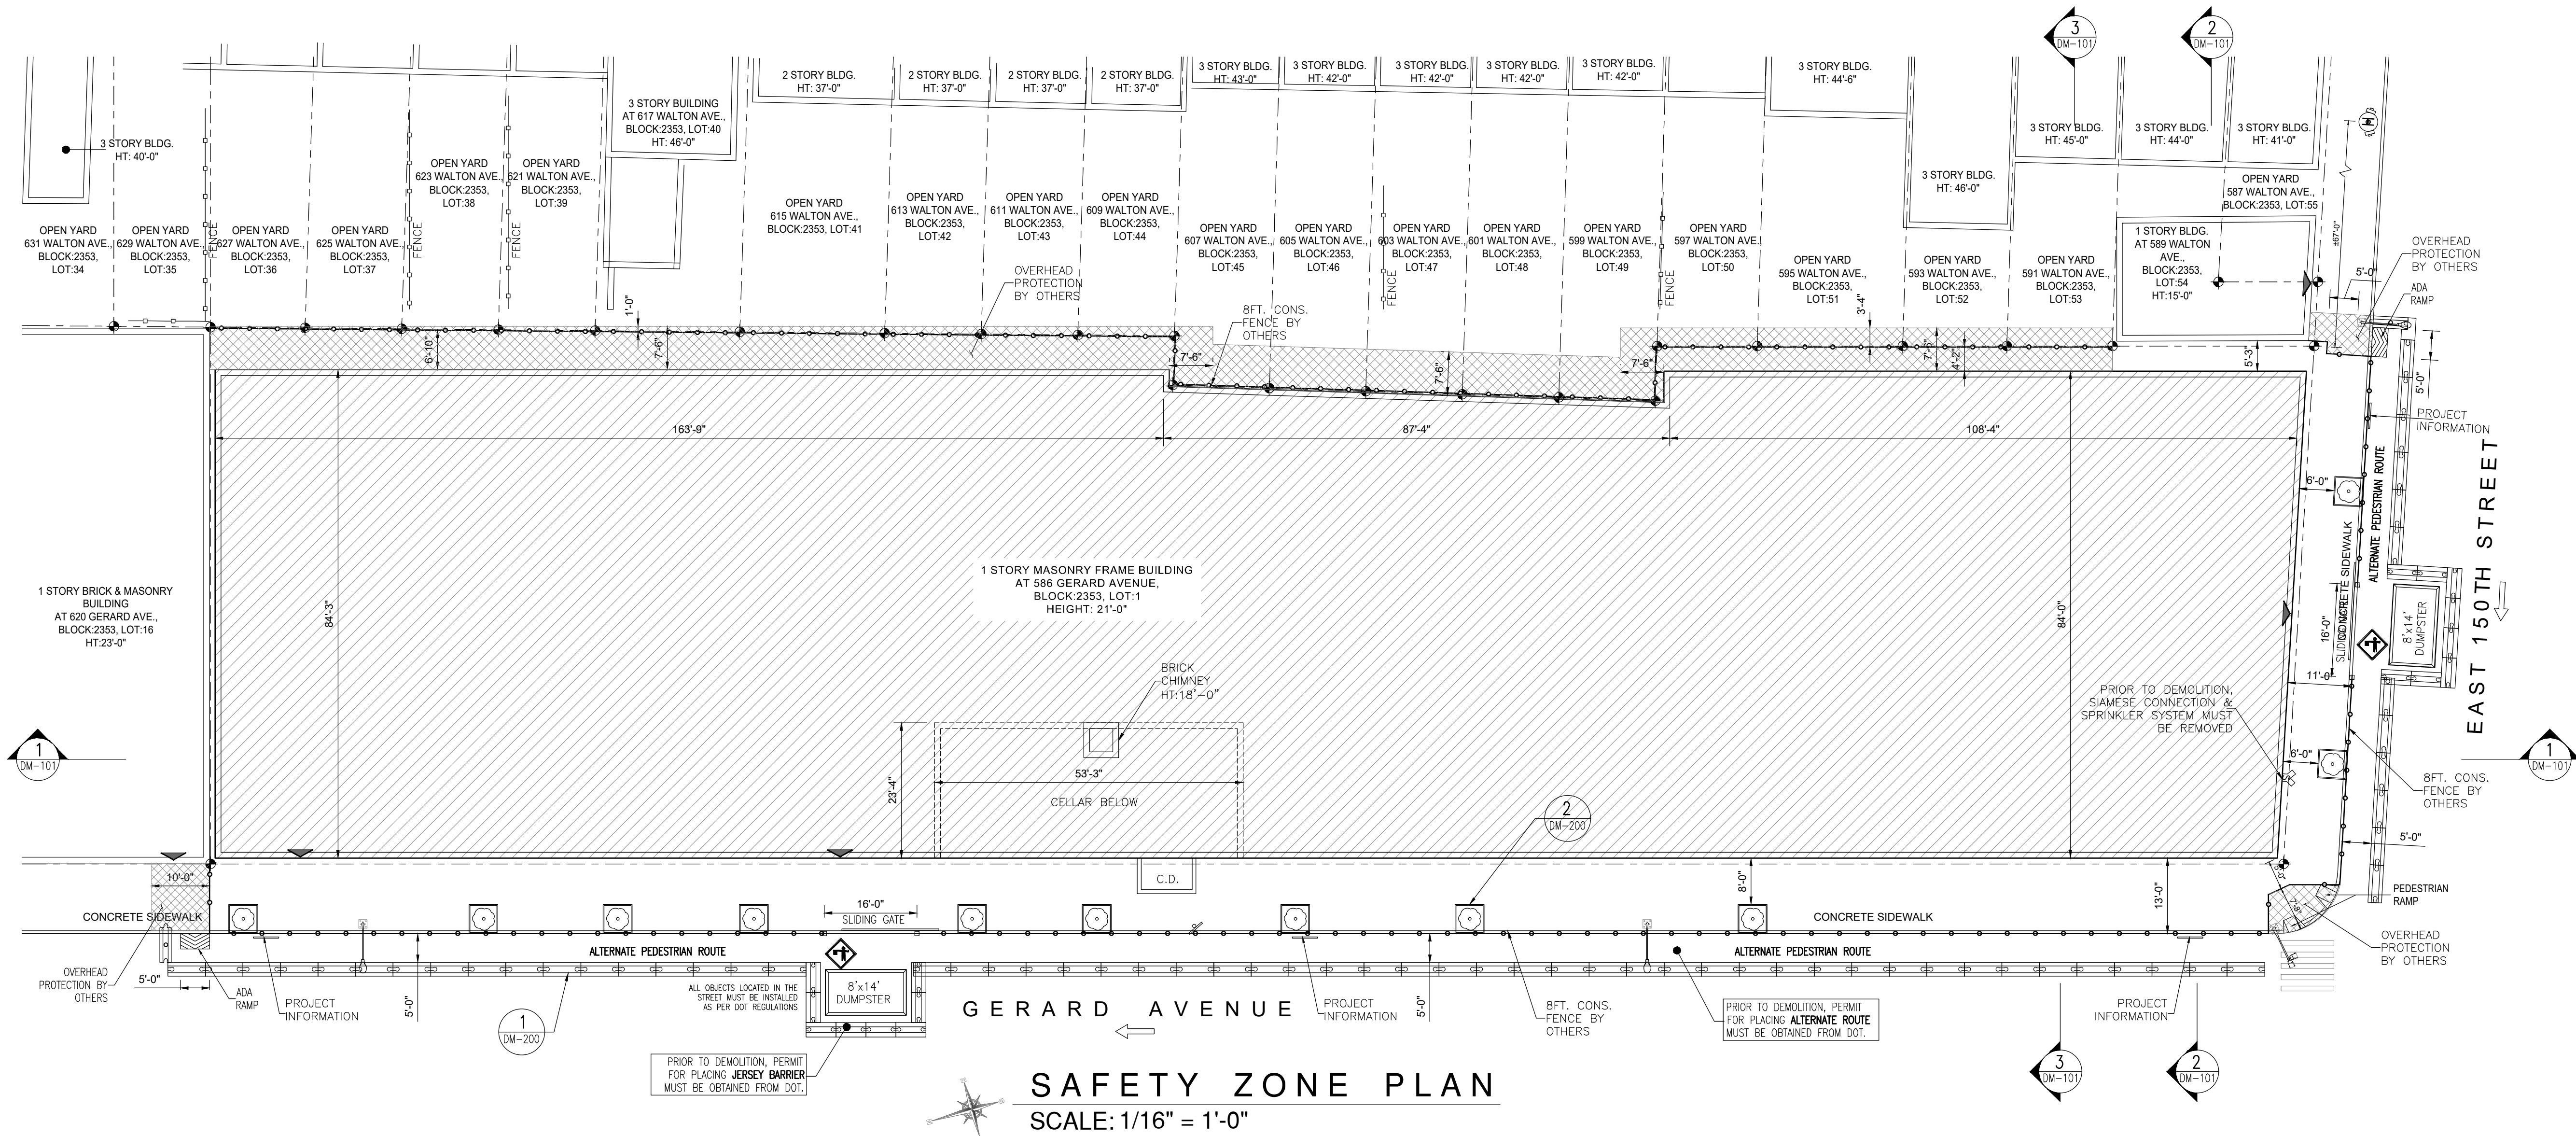 3
DM-101
2
DM-101
3 STORY BLDG.
HT: 40'-0"
3 STORY BUILDING
AT 617 WALTON AVE.,
BLOCK:2353, LOT:40
HT: 46'-0"
2 STORY BLDG.
HT: 37'-0"
2 STORY BLDG.
HT: 37'-0"
2 STORY BLDG.
HT: 37'-0"
2 STORY BLDG.
HT: 37'-0"
3 STORY BLDG.
HT: 43'-0"
3 STORY BLDG.
HT: 42'-0"
3 STORY BLDG.
HT: 42'-0"
3 STORY BLDG.
HT: 42'-0"
3 STORY BLDG.
HT: 42'-0"
3 STORY BLDG.
HT: 44'-6"
3 STORY BLDG.
HT: 46'-0"
3 STORY BLDG.
HT: 45'-0"
3 STORY BLDG.
HT: 44'-0"
3 STORY BLDG.
HT: 41'-0"
OPEN YARD
631 WALTON AVE.,
BLOCK:2353,
LOT:34
OPEN YARD
629 WALTON AVE.,
BLOCK:2353,
LOT:35
FENCE
OPEN YARD
627 WALTON AVE.,
BLOCK:2353,
LOT:36
OPEN YARD
625 WALTON AVE.,
BLOCK:2353,
LOT:37
FENCE
OPEN YARD
623 WALTON AVE.,
BLOCK:2353,
LOT:38
FENCE
OPEN YARD
621 WALTON AVE.,
BLOCK:2353,
LOT:39
OPEN YARD
615 WALTON AVE.,
BLOCK:2353, LOT:41
OPEN YARD
613 WALTON AVE.,
BLOCK:2353,
LOT:42
OPEN YARD
611 WALTON AVE.,
BLOCK:2353,
LOT:43
OPEN YARD
609 WALTON AVE.,
BLOCK:2353,
LOT:44
OPEN YARD
607 WALTON AVE.,
BLOCK:2353,
LOT:45
OPEN YARD
605 WALTON AVE.,
BLOCK:2353,
LOT:46
OPEN YARD
603 WALTON AVE.,
BLOCK:2353,
LOT:47
FENCE
OPEN YARD
601 WALTON AVE.,
BLOCK:2353,
LOT:48
OPEN YARD
599 WALTON AVE.,
BLOCK:2353,
LOT:49
FENCE
OPEN YARD
597 WALTON AVE.,
BLOCK:2353,
LOT:50
OPEN YARD
595 WALTON AVE.,
BLOCK:2353,
LOT:51
OPEN YARD
593 WALTON AVE.,
BLOCK:2353,
LOT:52
OPEN YARD
591 WALTON AVE.,
BLOCK:2353,
LOT:53
1 STORY BLDG.
AT 589 WALTON
AVE.,
BLOCK:2353,
LOT:54
HT:15'-0"
OPEN YARD
587 WALTON AVE.,
BLOCK:2353, LOT:55
±67'-0"
H
OVERHEAD
PROTECTION
BY OTHERS
5'-0"
ADA
RAMP
OVERHEAD
PROTECTION
BY OTHERS
8FT. CONS.
FENCE BY
OTHERS
1'-0"
6'-10"
7'-6"
7'-6"
7'-6"
7'-6"
3'-4"
4'-2"
5'-3"
5'-0"
PROJECT
INFORMATION
163'-9"
87'-4"
108'-4"
84'-3"
84'-0"
6'-0"
ALTERNATE PEDESTRIAN ROUTE
EAST 150TH STREET
1 STORY BRICK & MASONRY
BUILDING
AT 620 GERARD AVE.,
BLOCK:2353, LOT:16
HT:23'-0"
1 STORY MASONRY FRAME BUILDING
AT 586 GERARD AVENUE,
BLOCK:2353, LOT:1
HEIGHT: 21'-0"
CONCRETE SIDEWALK
16'-0"
8'x14'
DUMPSTER
11'-0"
BRICK
CHIMNEY
HT:18'-0"
PRIOR TO DEMOLITION,
SIAMESE CONNECTION &
SPRINKLER SYSTEM MUST
BE REMOVED
1
DM-101
1
DM-101
6'-0"
23'-4"
53'-3"
CELLAR BELOW
2
DM-200
8FT. CONS.
FENCE BY
OTHERS
5'-0"
C.D.
10'-0"
CONCRETE SIDEWALK
16'-0"
SLIDING GATE
8'-0"
CONCRETE SIDEWALK
13'-0"
PEDESTRIAN
RAMP
OVERHEAD
PROTECTION
BY OTHERS
ALTERNATE PEDESTRIAN ROUTE
ALTERNATE PEDESTRIAN ROUTE
OVERHEAD
PROTECTION BY
OTHERS
5'-0"
ADA
RAMP
PROJECT
INFORMATION
5'-0"
1
DM-200
ALL OBJECTS LOCATED IN THE
STREET MUST BE INSTALLED
AS PER DOT REGULATIONS
8'x14'
DUMPSTER
GERARD AVENUE
PROJECT
INFORMATION
5'-0"
8FT. CONS.
FENCE BY
OTHERS
PRIOR TO DEMOLITION, PERMIT
FOR PLACING ALTERNATE ROUTE
MUST BE OBTAINED FROM DOT.
PROJECT
INFORMATION
PRIOR TO DEMOLITION, PERMIT
FOR PLACING JERSEY BARRIER
MUST BE OBTAINED FROM DOT.
3
DM-101
2
DM-101
SAFETY ZONE PLAN
SCALE: 1/16" = 1'-0"